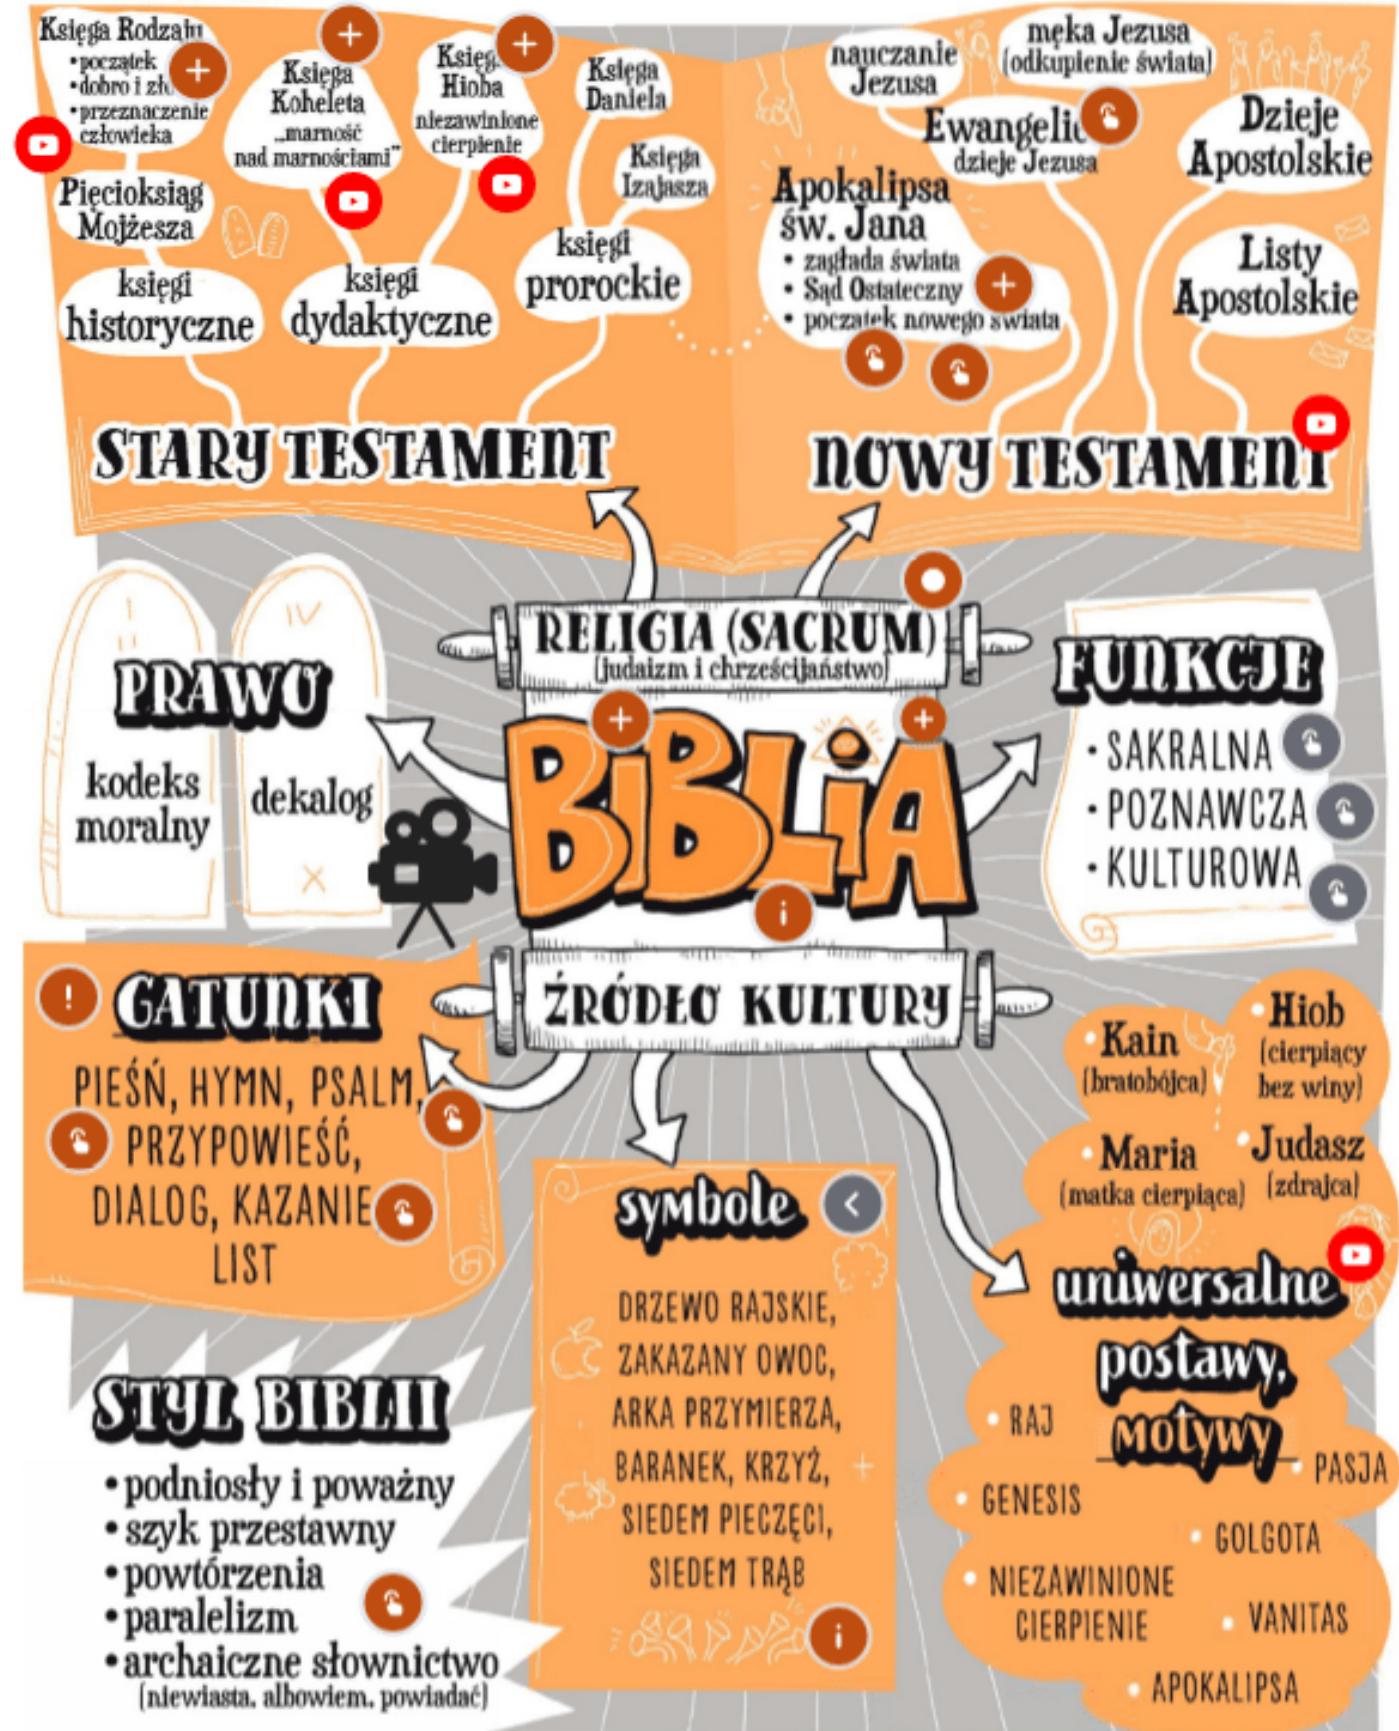 Księga Rodzaju
•początek
•dobro i zło
•przeznaczenie
człowieka
Pięcioksiąg
Mojżesza
księgi
historyczne
Księga
Koheleta
„marność
nad marnościami”
Księga
Hioba
niezawinione
cierpienie
księgi
dydaktyczne
Księga
Daniela
Księga
Izajasza
księgi
prorockie
STARY TESTAMENT
nauczanie
Jezusa
męka Jezusa
(odkupienie świata)
Ewangelie
dzieje Jezusa
Apokalipsa
św. Jana
• zagłada świata
• Sąd Ostateczny
• początek nowego świata
Dzieje
Apostolskie
Listy
Apostolskie
NOWY TESTAMENT
RELIGIA (SACRUM)
(judaizm i chrześcijaństwo)
BiBLiA
ŹRÓDŁO KULTURY
IV
PRAWO
kodeks
moralny
dekalog
X
FUNKCJE
• SAKRALNA
• POZNAWCZA
• KULTUROWA
GATUNKI
PIEŚŃ, HYMN, PSALM,
PRZYPOWIEŚĆ,
DIALOG, KAZANIE
LIST
STYL BIBLII
•podniosły i poważny
•szyk przestawny
•powtórzenia
•paralelizm
•archaiczne słownictwo
(niewiasta, albowiem, powiadać)
symbole
DRZEWO RAJSKIE,
ZAKAZANY OWOC,
ARKA PRZYMIERZA,
BARANEK, KRZYŻ,
SIEDEM PIECZĘCI,
SIEDEM TRĄB
• Kain
(bratobójca)
• Hiob
(cierpiący
bez winy)
• Maria
(matka cierpiąca)
• Judasz
(zdrajca)
uniwersalne
postawy,
motywy
• RAJ
• PASJA
• GENESIS
• GOLGOTA
• NIEZAWINIONE
CIERPIENIE
• VANITAS
• APOKALIPSA